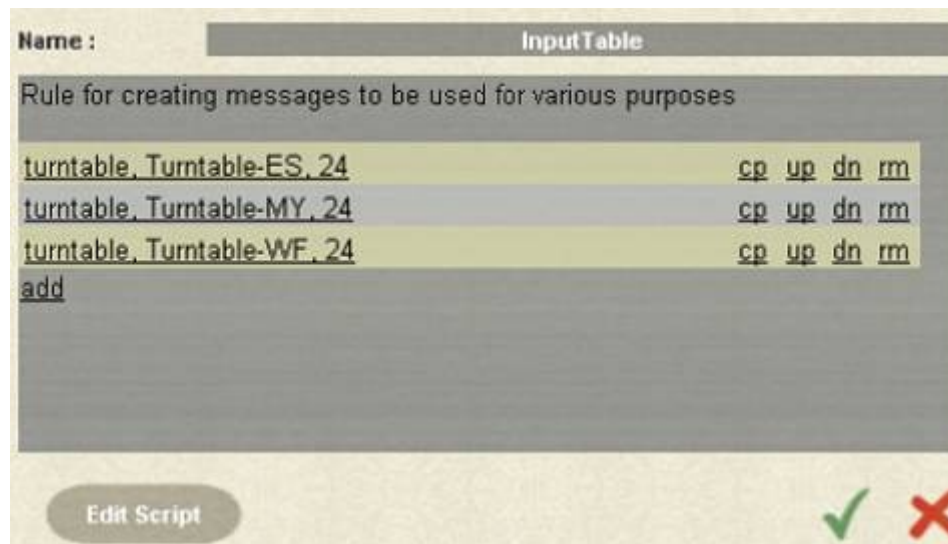 Name :
InputTable
Rule for creating messages to be used for various purposes
turntable, Turntable-ES, 24 cp up dn rm
turntable, Turntable-MY, 24 cp up dn rm
turntable, Turntable-WF, 24 cp up dn rm
add
Edit Script